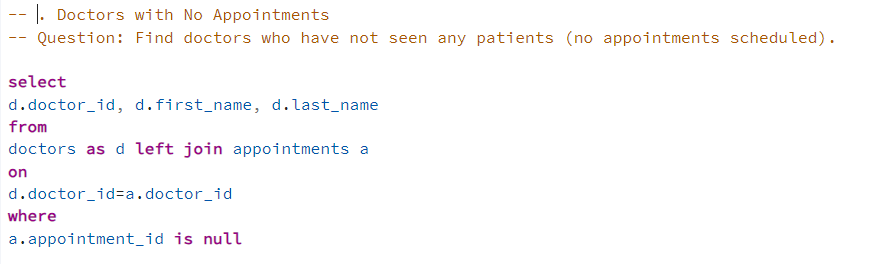 -- . Doctors with No Appointments
-- Question: Find doctors who have not seen any patients (no appointments scheduled).
select
d.doctor_id, d.first_name, d.last_name
from
doctors as d left join appointments a
on
d.doctor_id=a.doctor_id
where
a.appointment_id is null